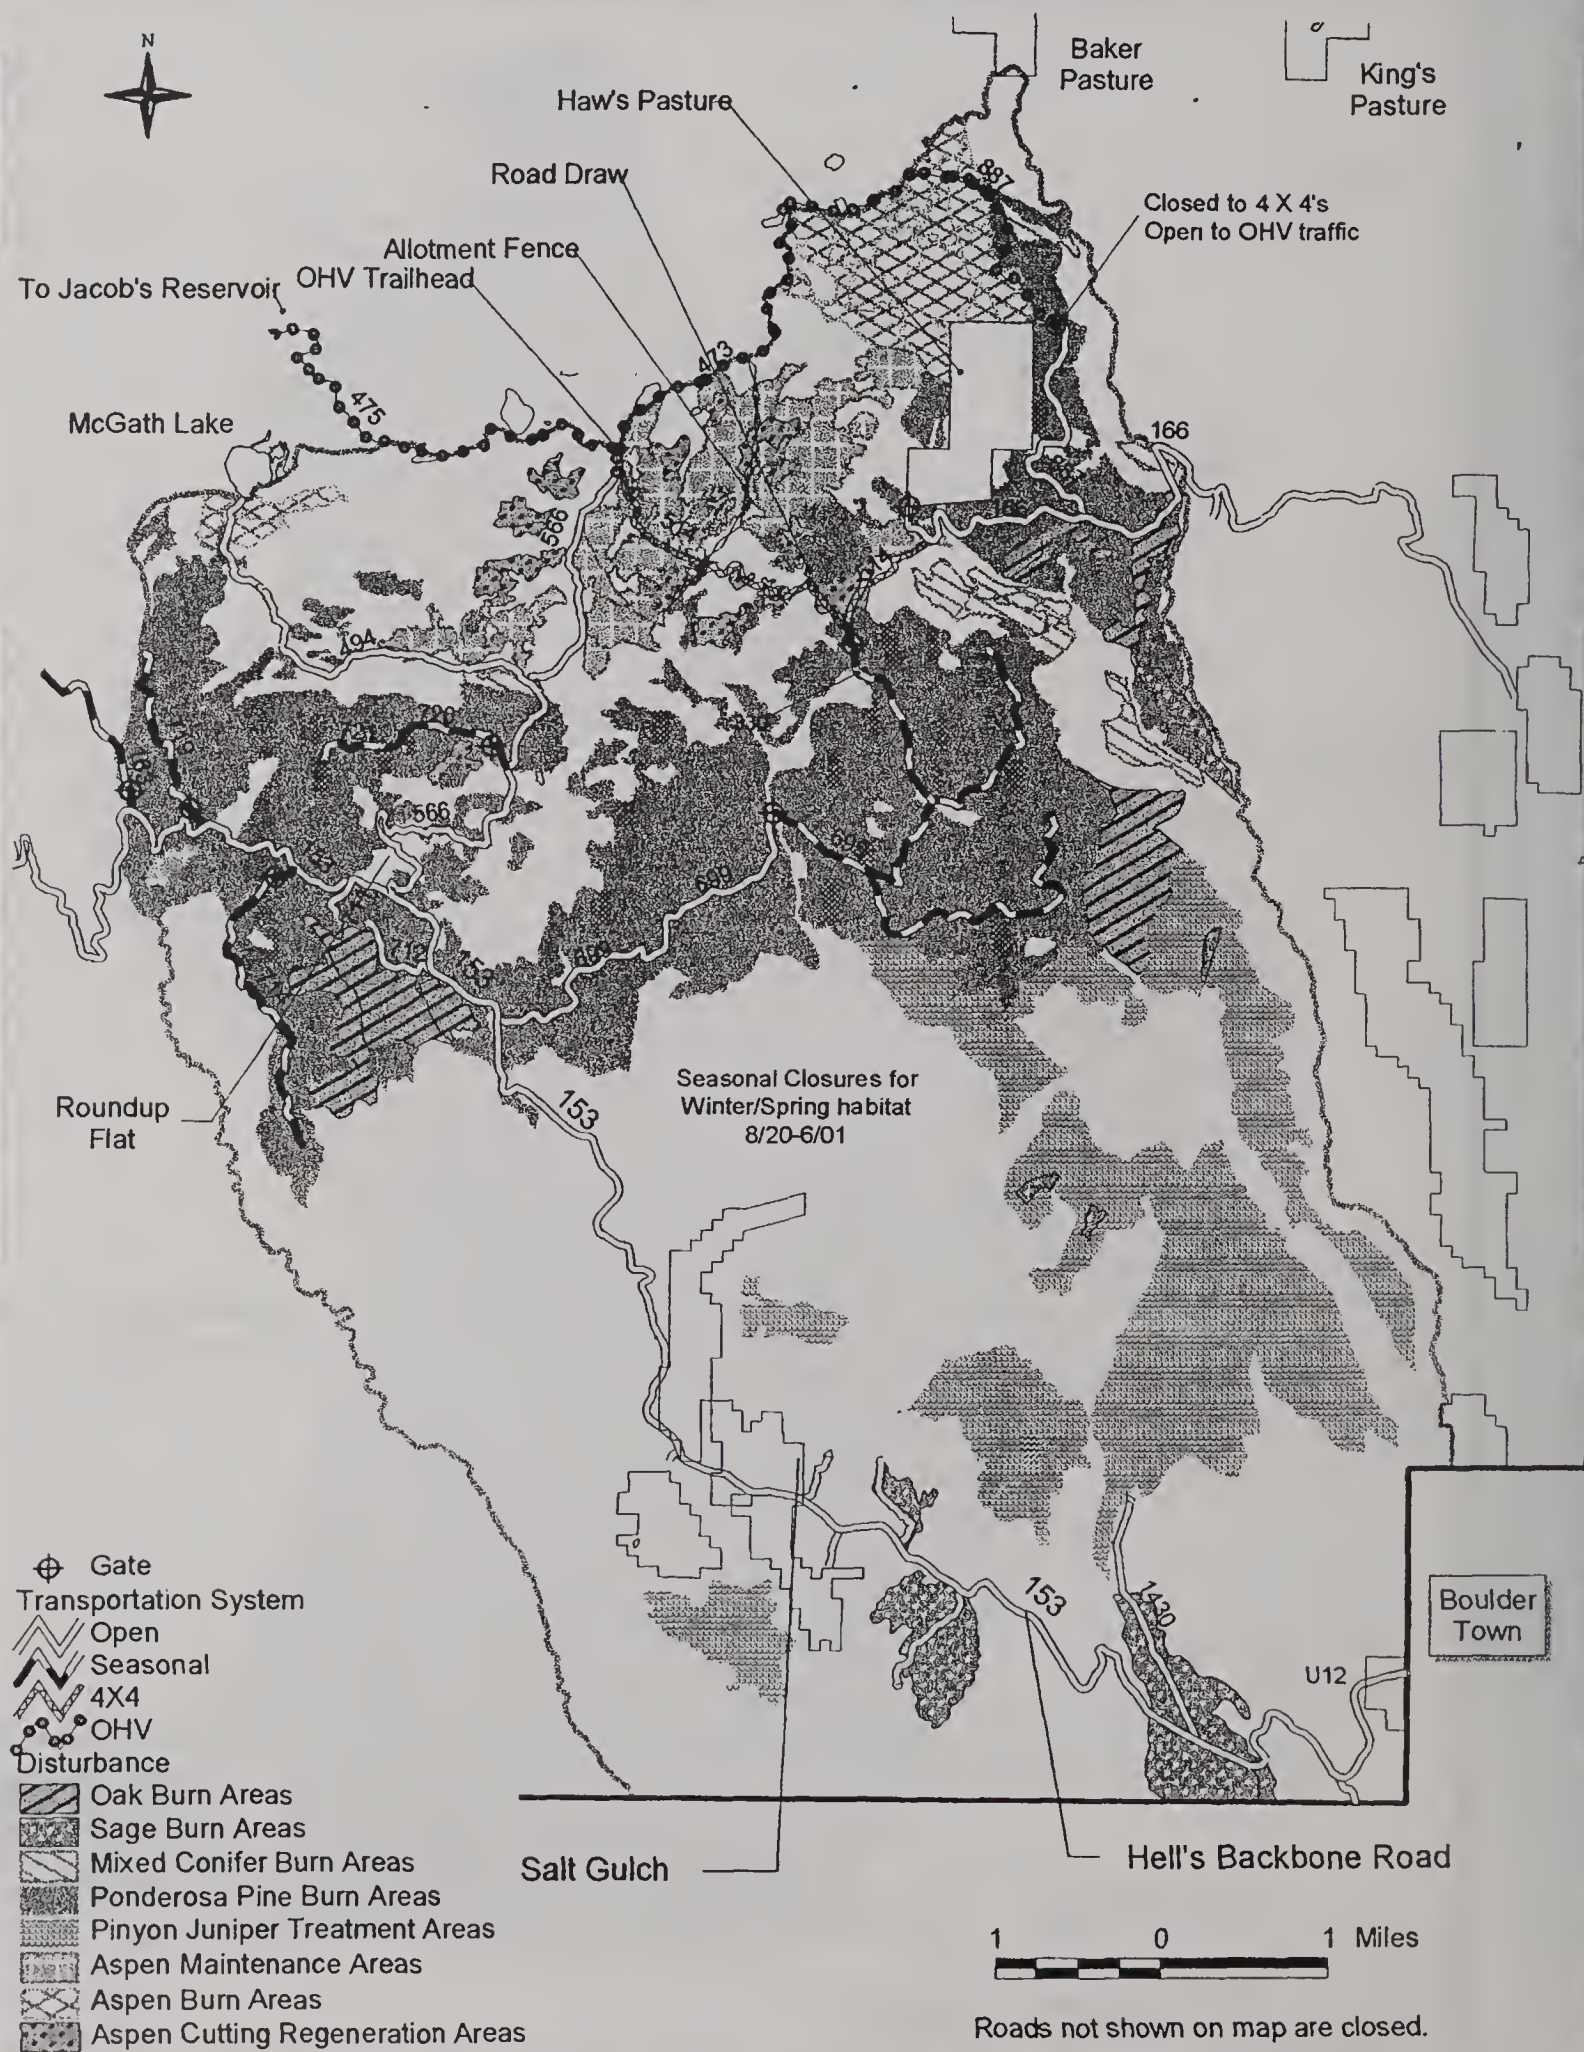 N
Baker
Pasture
King's
Pasture
Haw's Pasture
Road Draw
887
Closed to 4 X 4's
Open to OHV traffic
Allotment Fence
OHV Trailhead
To Jacob's Reservoir
473
475
McGath Lake
166
566
494
720
566
699
153
Seasonal Closures for
Winter/Spring habitat
8/20-6/01
Roundup
Flat
153
153
1430
Boulder
Town
U12
Gate
Transportation System
Open
Seasonal
4X4
OHV
Disturbance
Oak Burn Areas
Sage Burn Areas
Mixed Conifer Burn Areas
Ponderosa Pine Burn Areas
Pinyon Juniper Treatment Areas
Aspen Maintenance Areas
Aspen Burn Areas
Aspen Cutting Regeneration Areas
Salt Gulch
Hell's Backbone Road
1 0 1 Miles
Roads not shown on map are closed.